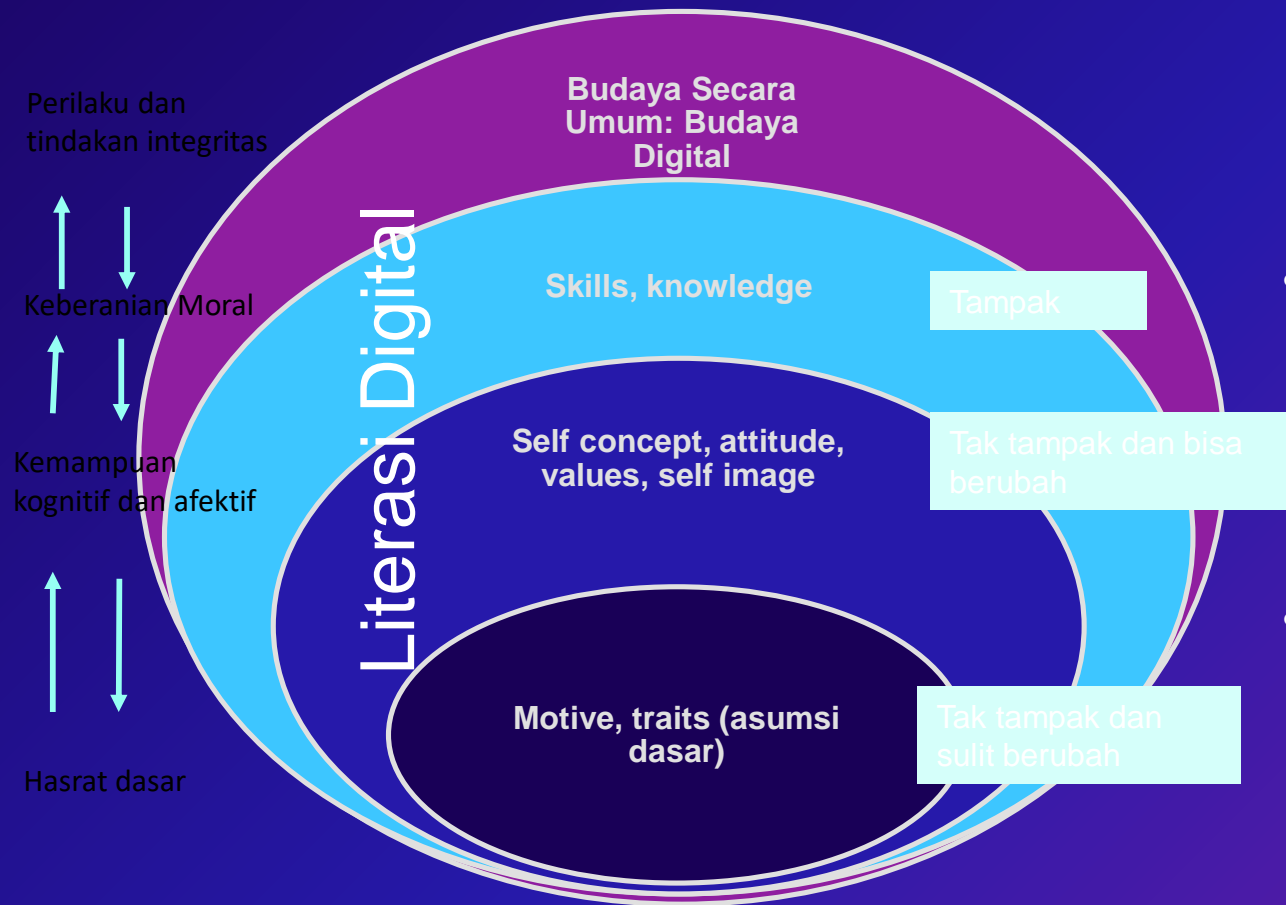 Perilaku dan
tindakan integritas
Keberanian Moral
Kemampuan
kognitif dan afektif
Hasrat dasar
Literasi Digital
Budaya Secara
Umum: Budaya
Digital
Skills, knowledge
Self concept, attitude,
values, self image
Motive, traits (asumsi
dasar)
Tampak
Tak tampak dan bisa
berubah
Tak tampak dan
sulit berubah